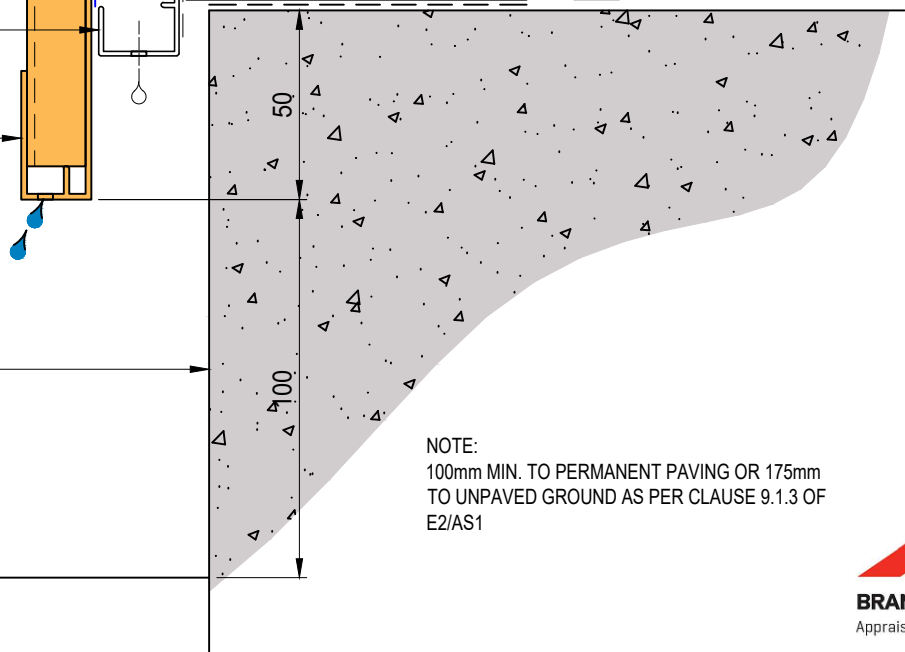 50
100
NOTE:
100mm MIN. TO PERMANENT PAVING OR 175mm
TO UNPAVED GROUND AS PER CLAUSE 9.1.3 OF
E2/AS1
BRAN
Apprais